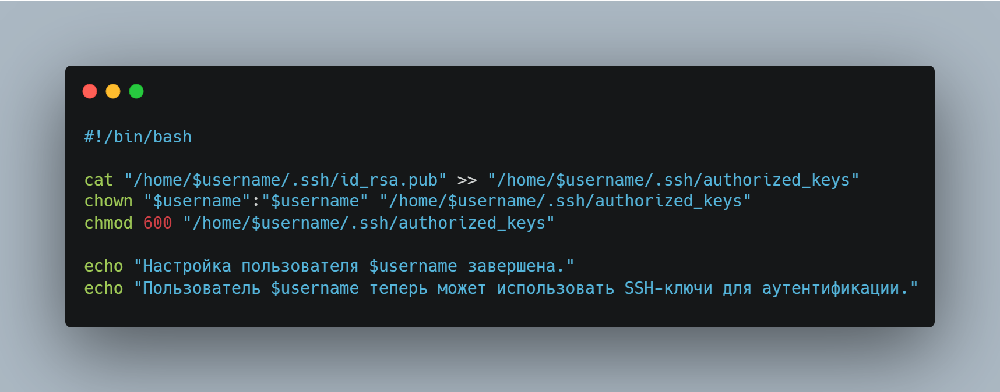 #!/bin/bash
cat "/home/$username/.ssh/id_rsa.pub" >> "/home/$username/.ssh/authorized_keys"
chown "$username":"$username" "/home/$username/.ssh/authorized_keys"
chmod 600 "/home/$username/.ssh/authorized_keys"
echo "Настройка пользователя $username завершена."
echo "Пользователь $username теперь может использовать SSH-ключи для аутентификации."